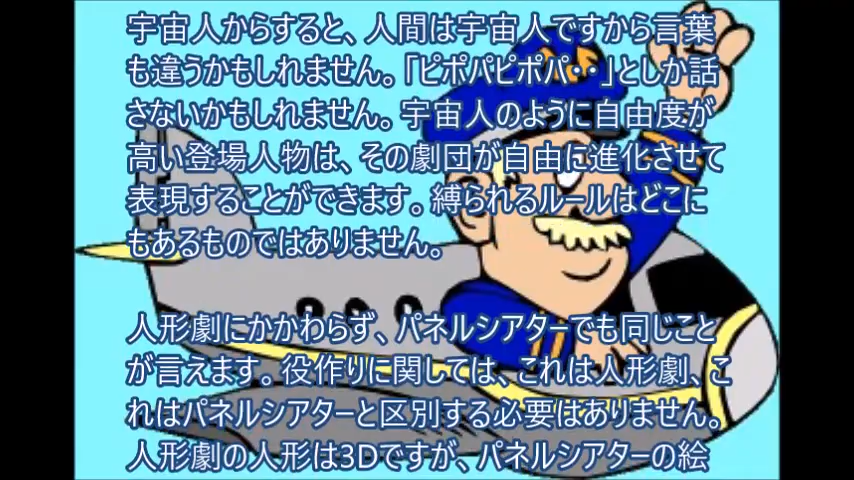 宇宙人からすると、人間は宇宙人ですから言葉
も違うかもしれません。「ピポパピポパ・・」としか話
さないかもしれません。宇宙人のように自由度が
高い登場人物は、その劇団が自由に進化させて
表現することができます。縛られるルールはどこに
もあるものではありません。
人形劇にかかわらず、パネルシアターでも同じこと
が言えます。役作りに関しては、これは人形劇、こ
れはパネルシアターと区別する必要はありません。
人形劇の人形は3Dですが、パネルシアターの絵